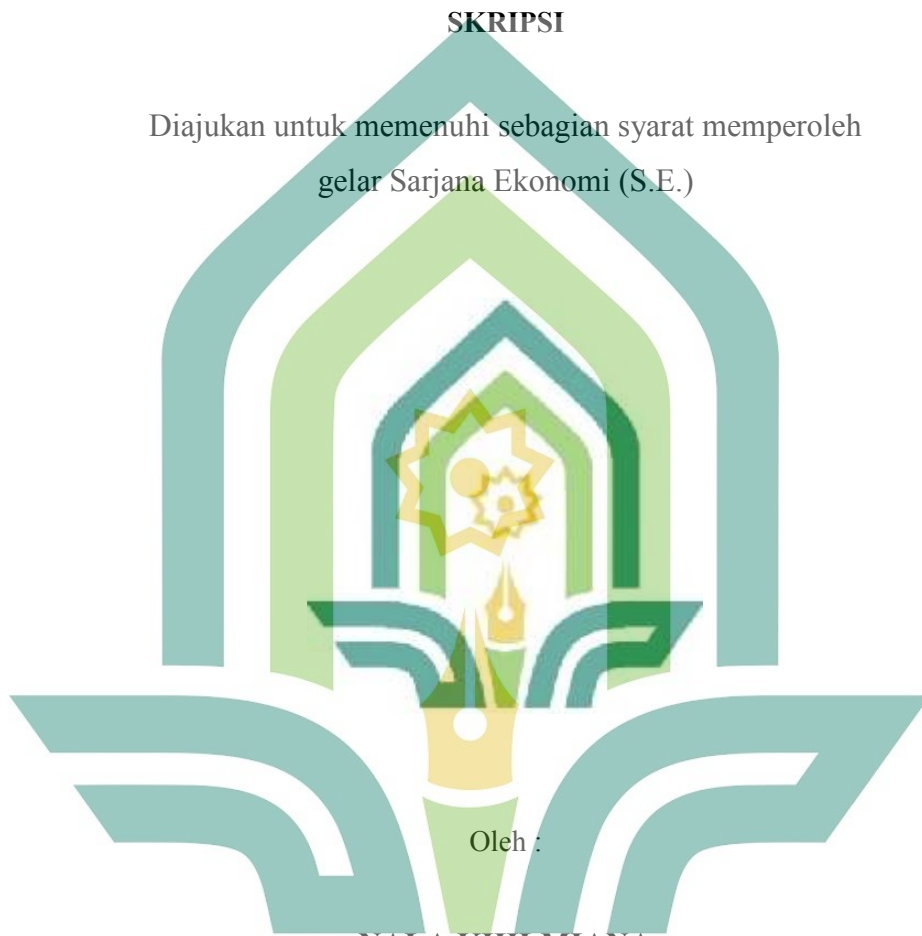 SKRIPSI
Diajukan untuk memenuhi sebagian syarat memperoleh
gelar Sarjana Ekonomi (S.E.)
Oleh :